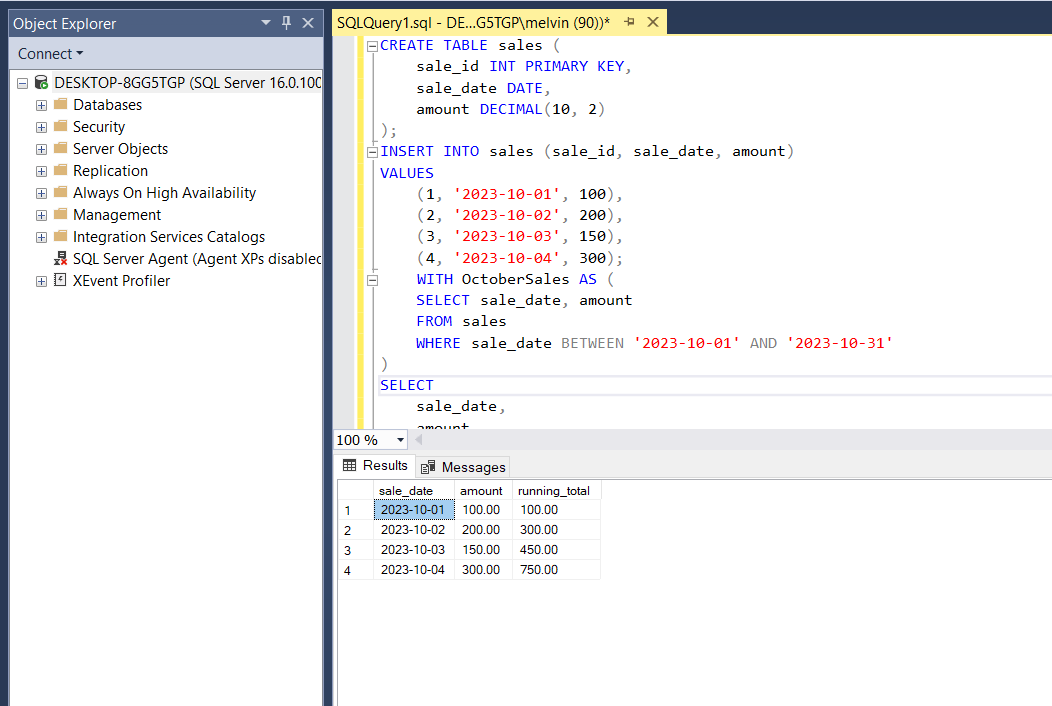 Object Explorer
Connect
DESKTOP-8GG5TGP (SQL Server 16.0.100
Databases
Security
Server Objects
Replication
Always On High Availability
Management
Integration Services Catalogs
SQL Server Agent (Agent XPs disabled
XEvent Profiler
SQLQuery1.sql - DE...G5TGP\melvin (90))*
CREATE TABLE sales (
sale_id INT PRIMARY KEY,
sale_date DATE,
amount DECIMAL(10, 2)
);
INSERT INTO sales (sale_id, sale_date, amount)
VALUES
(1, '2023-10-01', 100),
(2, '2023-10-02', 200),
(3, '2023-10-03', 150),
(4, '2023-10-04', 300);
WITH OctoberSales AS (
SELECT sale_date, amount
FROM sales
WHERE sale_date BETWEEN '2023-10-01' AND '2023-10-31'
)
SELECT
sale_date,
amount
100 %
Results Messages
sale_date amount running_total
1 2023-10-01 100.00 100.00
2 2023-10-02 200.00 300.00
3 2023-10-03 150.00 450.00
4 2023-10-04 300.00 750.00